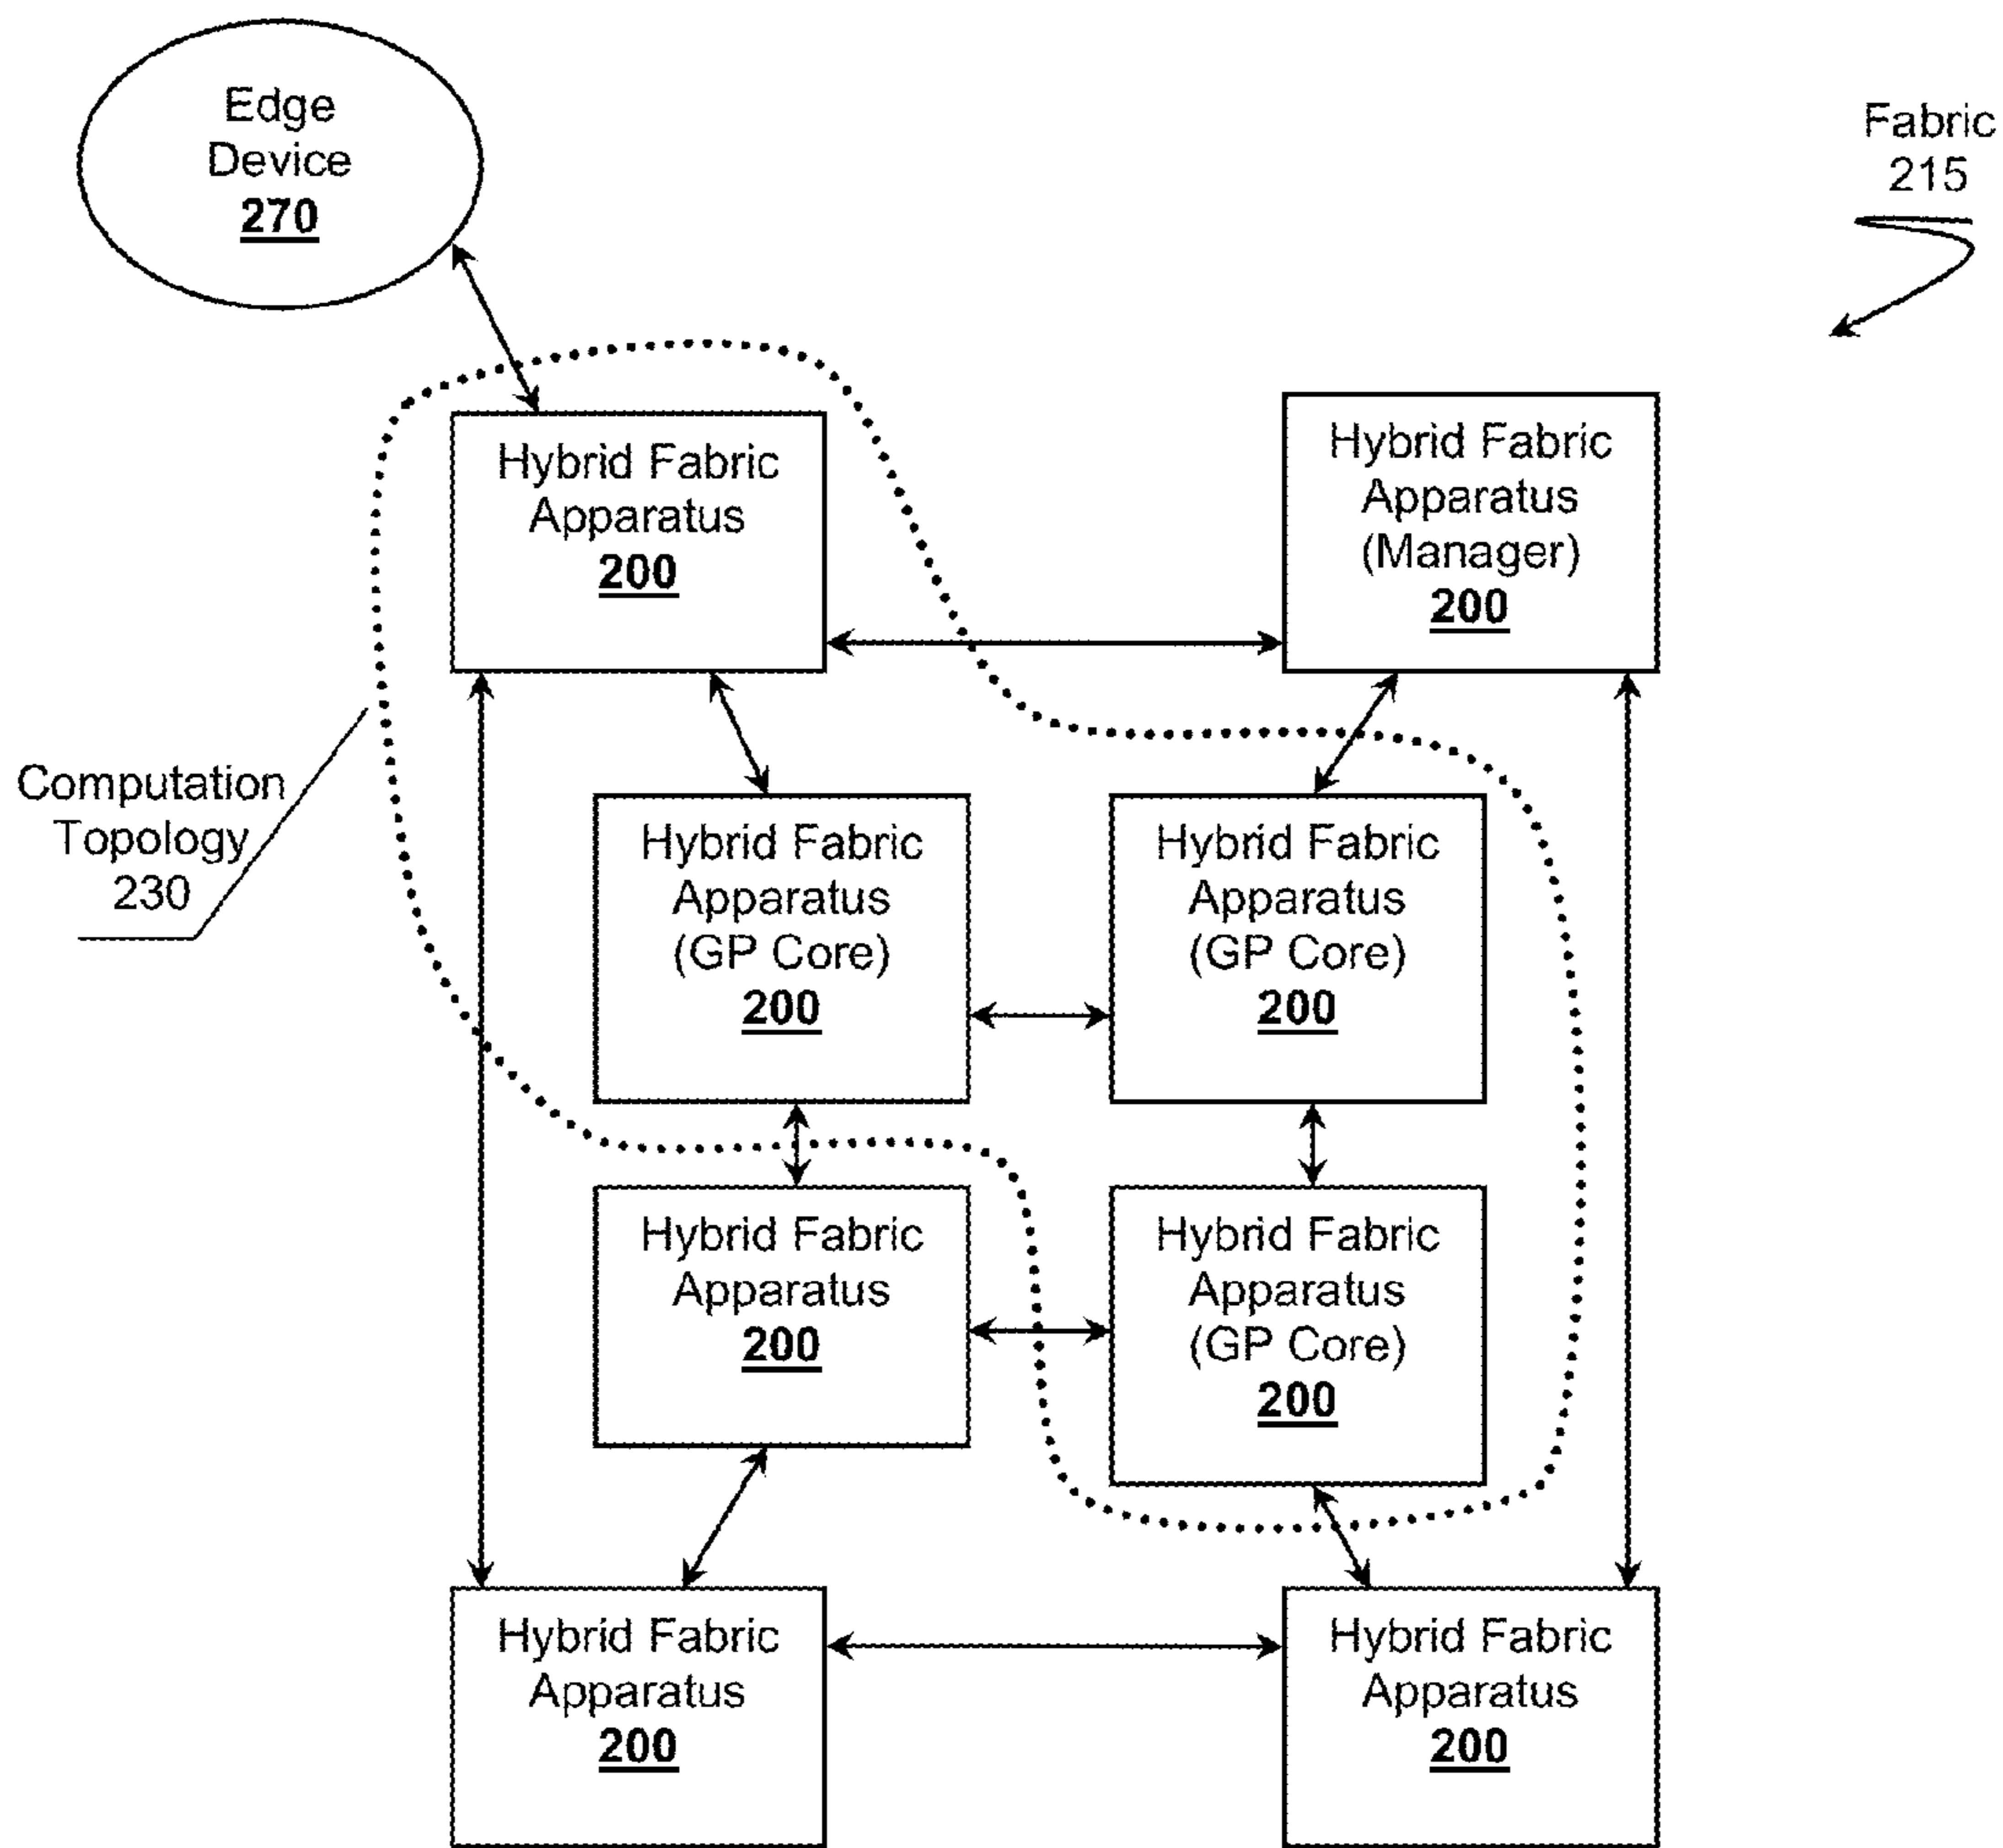 Edge
Device
270
Fabric
215
Hybrid Fabric
Apparatus
200
Hybrid Fabric
Apparatus
(Manager)
200
Computation
Topology
230
Hybrid Fabric
Apparatus
(GP Core)
200
Hybrid Fabric
Apparatus
(GP Core)
200
Hybrid Fabric
Apparatus
200
Hybrid Fabric
Apparatus
(GP Core)
200
Hybrid Fabric
Apparatus
200
Hybrid Fabric
Apparatus
200